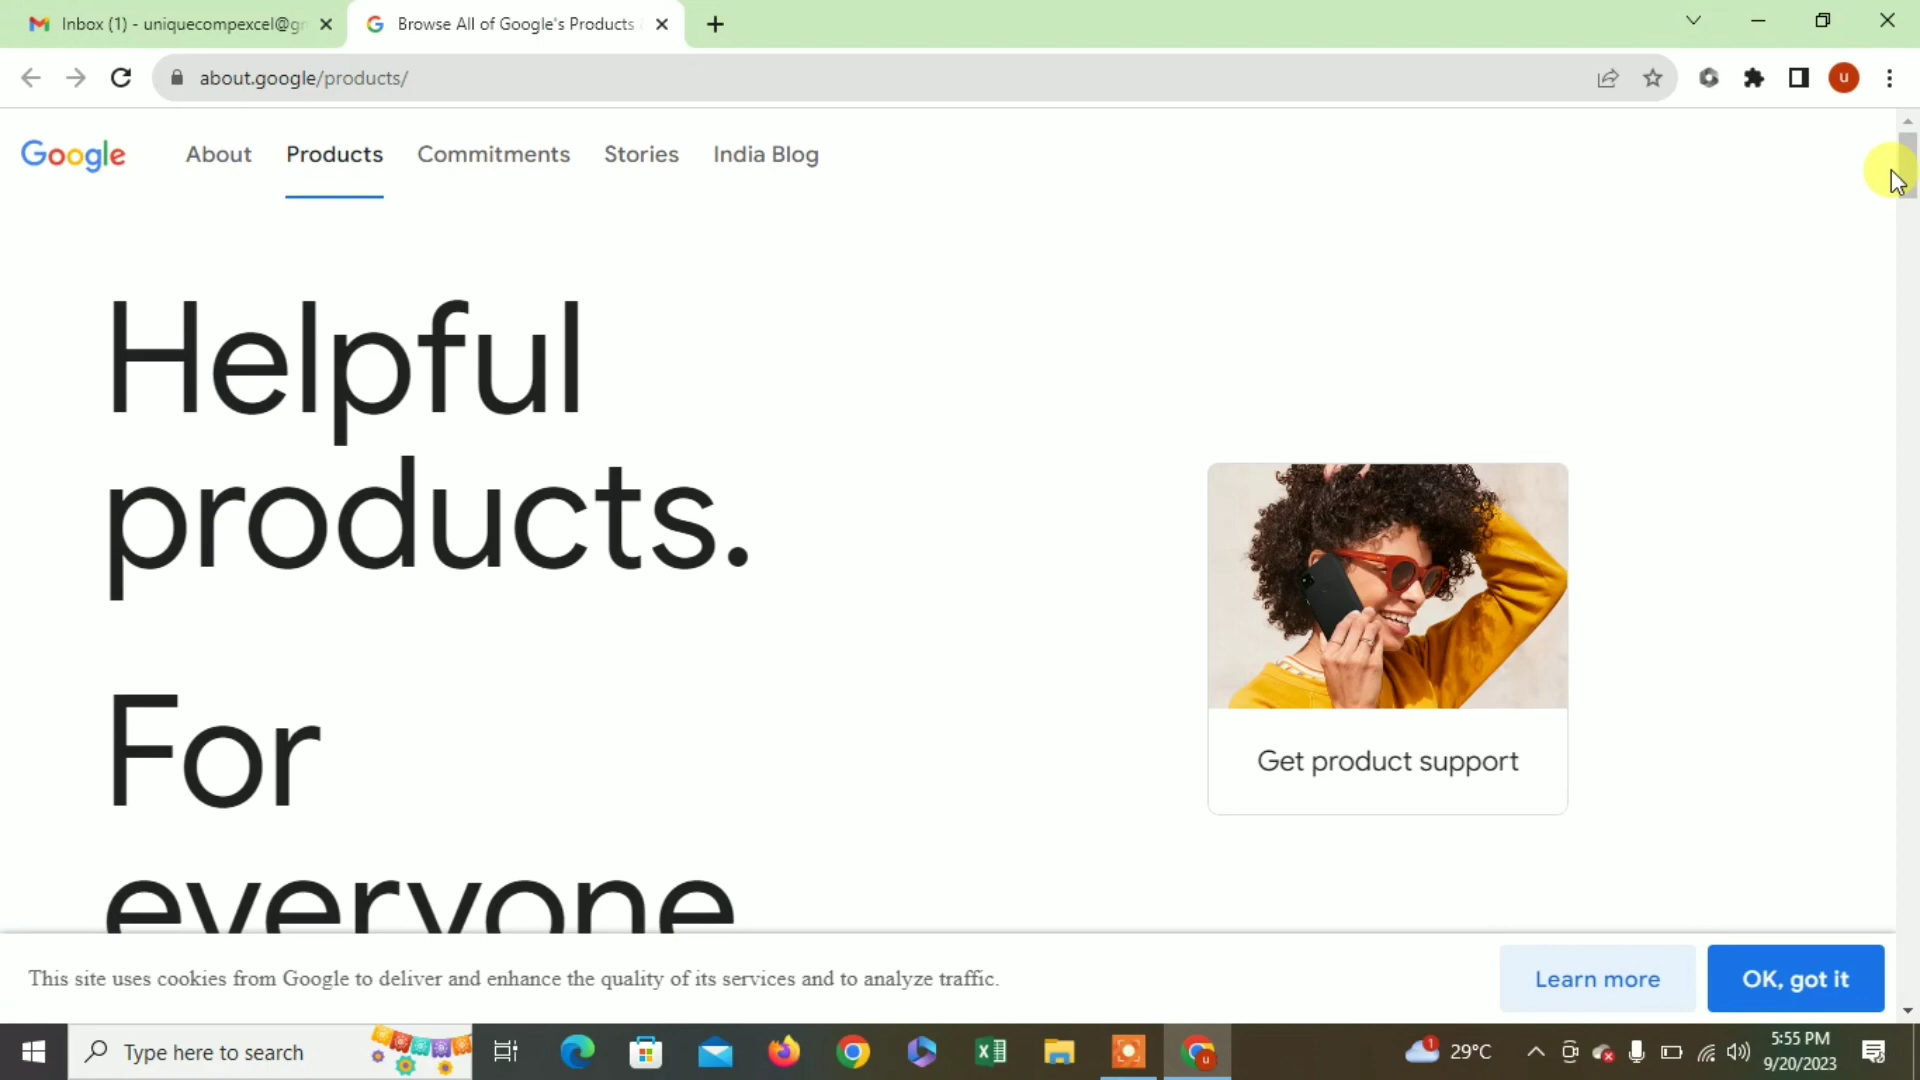 Inbox (1) - uniquecompexcel@gr
Browse All of Google's Products
about.google/products/
u
Google
About
Products
Commitments
Stories
India Blog
Helpful
products.
For
everyone
Get product support
This site uses cookies from Google to deliver and enhance the quality of its services and to analyze traffic.
Learn more
OK, got it
Type here to search
u
1
29°C
5:55 PM
9/20/2023